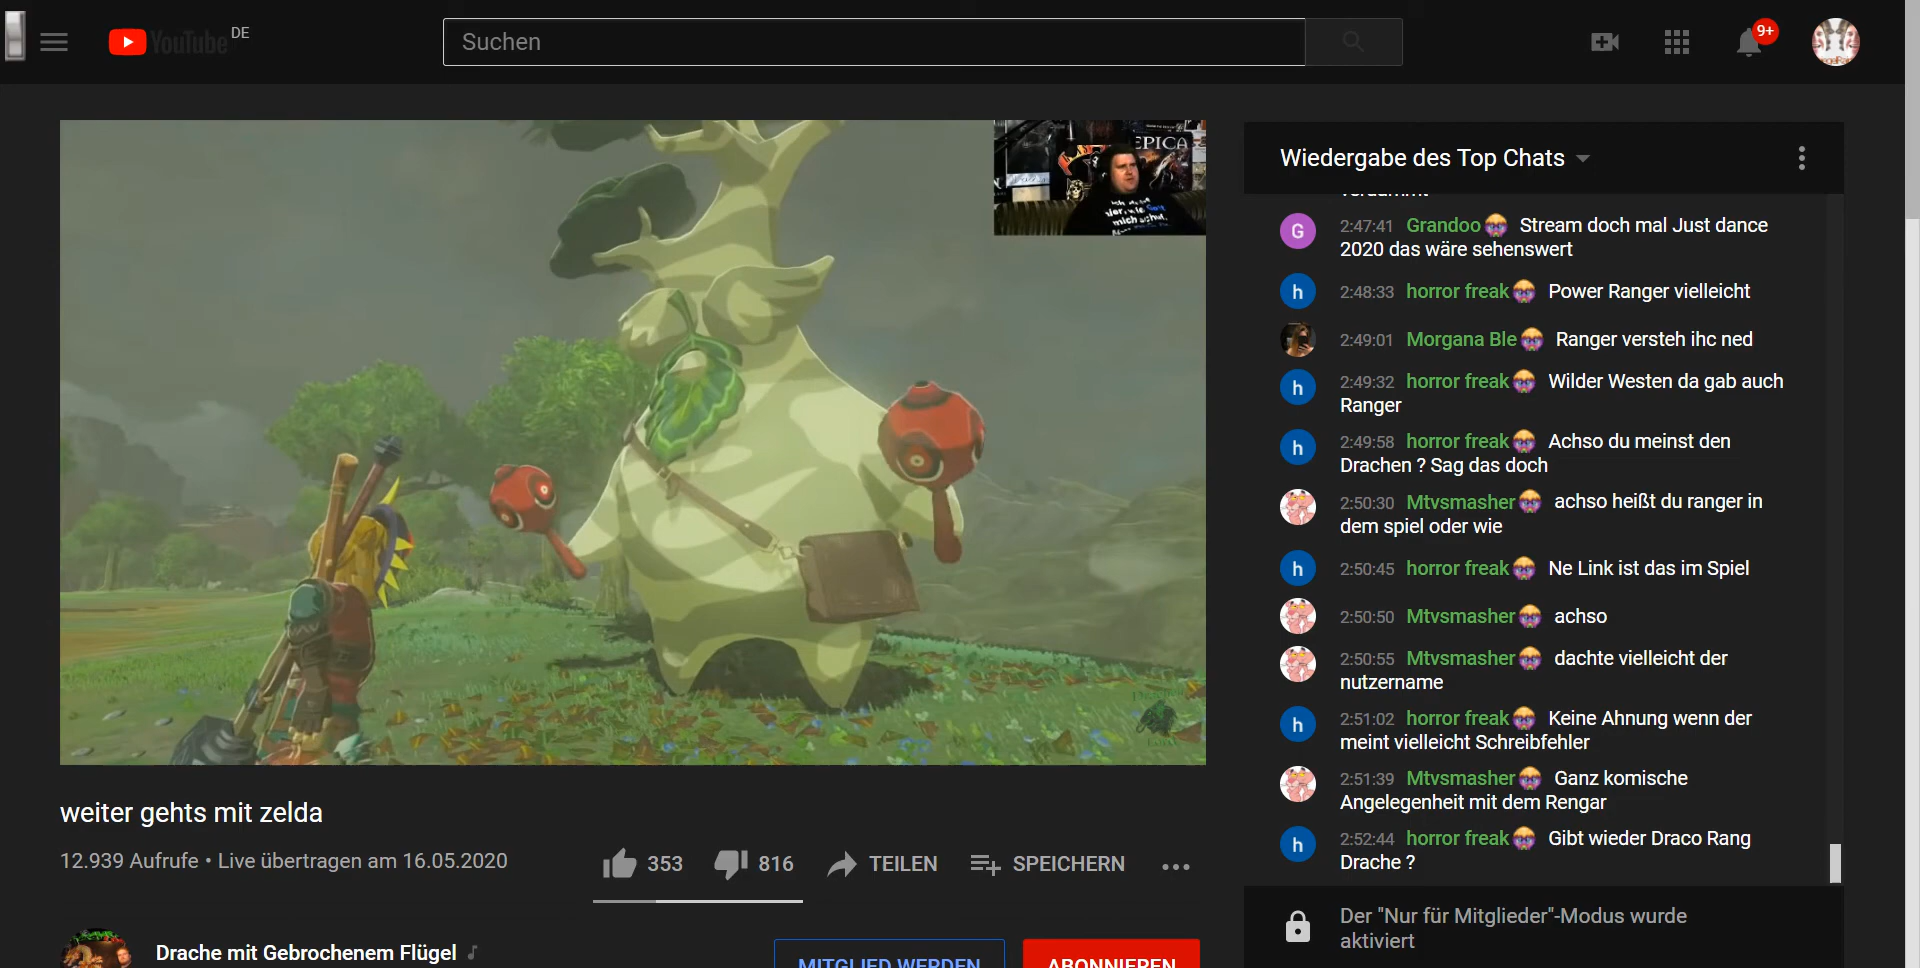 YouTube DE
Suchen
9+
EPICA
mich
Wiedergabe des Top Chats
G 2:47:41 Grandoo Stream doch mal Just dance
2020 das wäre sehenswert
h 2:48:33 horror freak Power Ranger vielleicht
2:49:01 Morgana Ble Ranger versteh ihc ned
h 2:49:32 horror freak Wilder Westen da gab auch
Ranger
h 2:49:58 horror freak Achso du meinst den
Drachen ? Sag das doch
2:50:30 Mtvsmasher achso heißt du ranger in
dem spiel oder wie
h 2:50:45 horror freak Ne Link ist das im Spiel
2:50:50 Mtvsmasher achso
2:50:55 Mtvsmasher dachte vielleicht der
nutzername
h 2:51:02 horror freak Keine Ahnung wenn der
meint vielleicht Schreibfehler
2:51:39 Mtvsmasher Ganz komische
Angelegenheit mit dem Rengar
h 2:52:44 horror freak Gibt wieder Draco Rang
Drache ?
Der "Nur für Mitglieder"-Modus wurde
aktiviert
weiter gehts mit zelda
12.939 Aufrufe • Live übertragen am 16.05.2020
353 816 TEILEN SPEICHERN
Drache mit Gebrochenem Flügel
MITGLIED WERDEN
ABONNIEREN